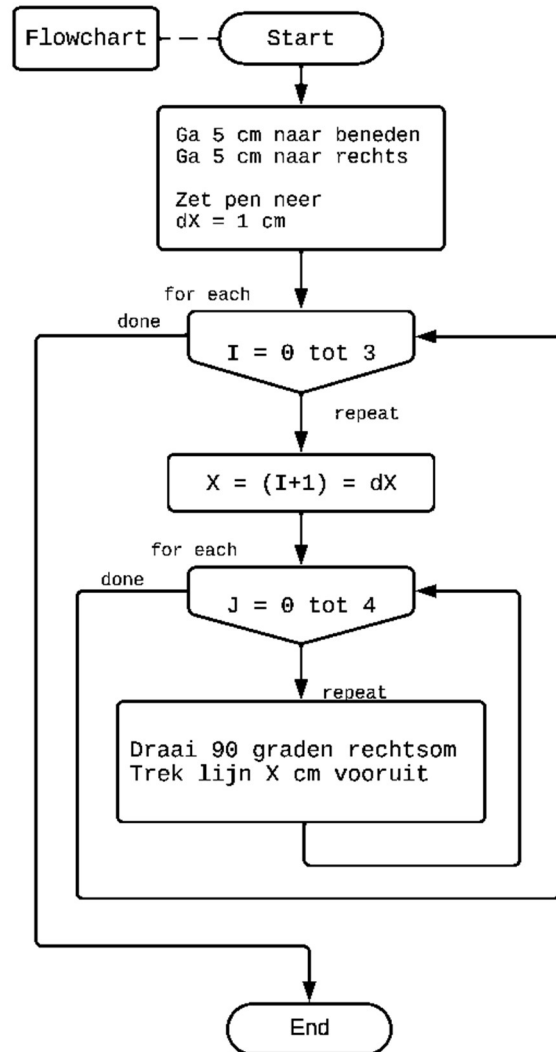 Flowchart
Start
Ga 5 cm naar beneden
Ga 5 cm naar rechts
Zet pen neer
dX = 1 cm
for each
done
I = 0 tot 3
repeat
X = (I+1) = dX
for each
done
J = 0 tot 4
repeat
Draai 90 graden rechtsom
Trek lijn X cm vooruit
End